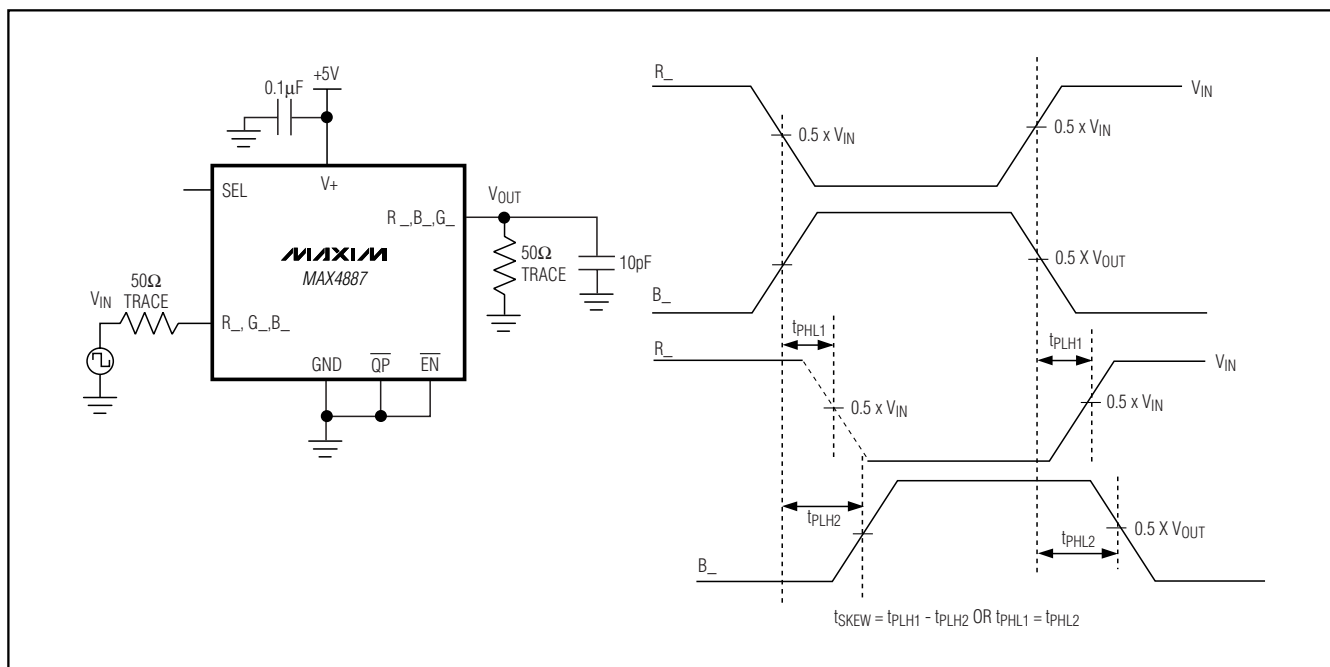 +5V
0.1µF
SEL
V+
VOUT
R _,B_,G_
MAXIM
MAX4887
50Ω
TRACE
10pF
50Ω
TRACE
VIN
R_, G_,B_
GND
QP
EN
R_
VIN
0.5 x VIN
0.5 x VIN
0.5 X VOUT
B_
tPHL1
tPLH1
R_
VIN
0.5 x VIN
0.5 x VIN
tPLH2
tPHL2
0.5 X VOUT
B_
tSKEW = tPLH1 - tPLH2 OR tPHL1 = tPHL2